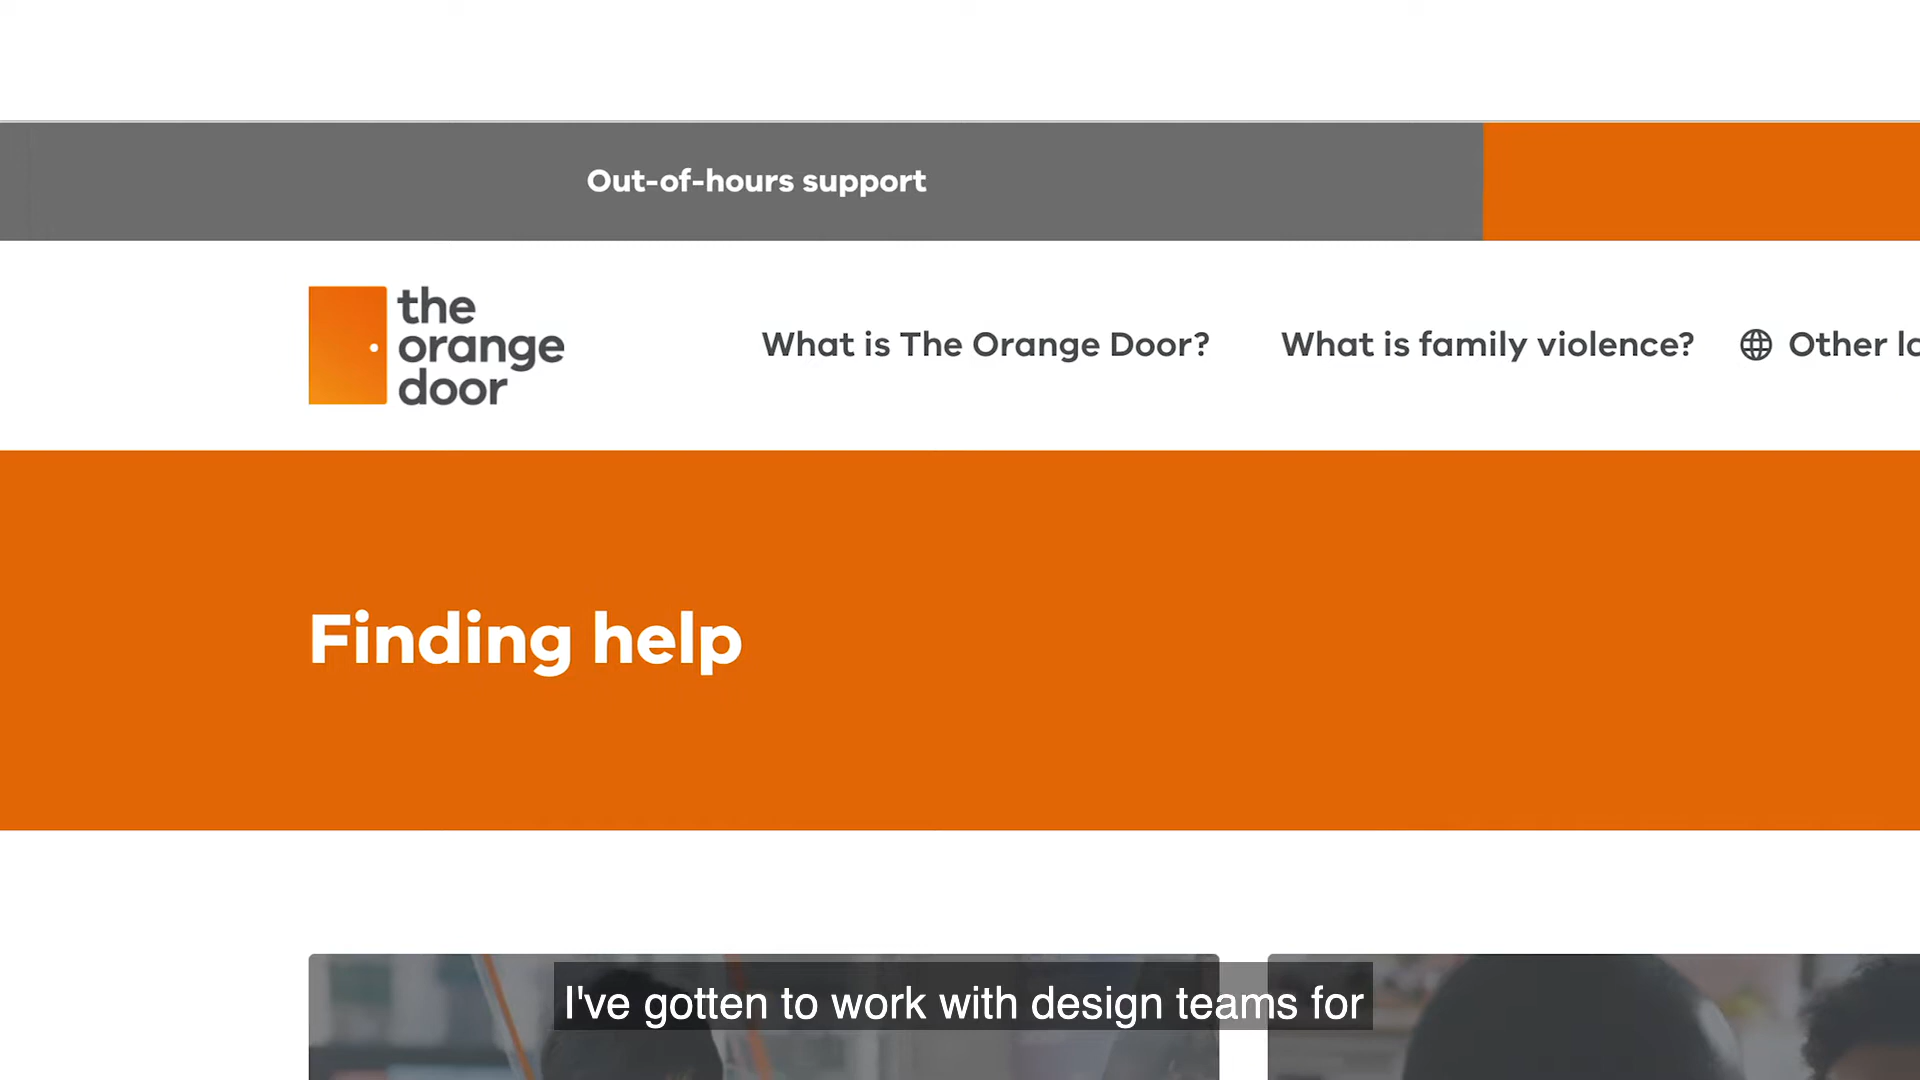 Out-of-hours support
the
orange
door
What is The Orange Door?
What is family violence?
Other
Finding help
I've gotten to work with design teams for